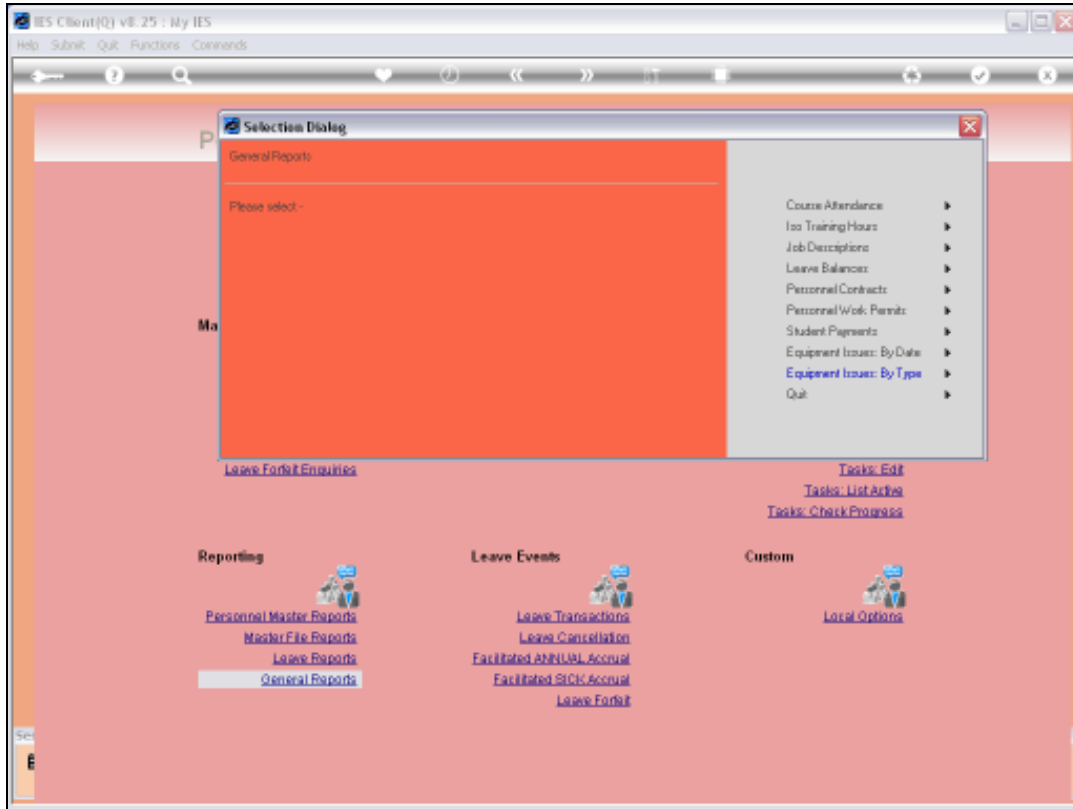 IES Client(Q) v8.25 : My IES
Help Submit Quit Functions Commands
Selection Dialog
General Reports
Please select -
Course Attendance
Iso Training Hours
Job Descriptions
Leave Balances
Personnel Contracts
Personnel Work Permits
Student Payments
Equipment Issues: By Date
Equipment Issues: By Type
Quit
P
Ma
Leave Forfeit Enquiries
Tasks: Edit
Tasks: List Active
Tasks: Check Progress
Reporting
Leave Events
Custom
Personnel Master Reports
Leave Transactions
Local Options
Master File Reports
Leave Cancellation
Leave Reports
Facilitated ANNUAL Accrual
General Reports
Facilitated SICK Accrual
Leave Forfeit
Se